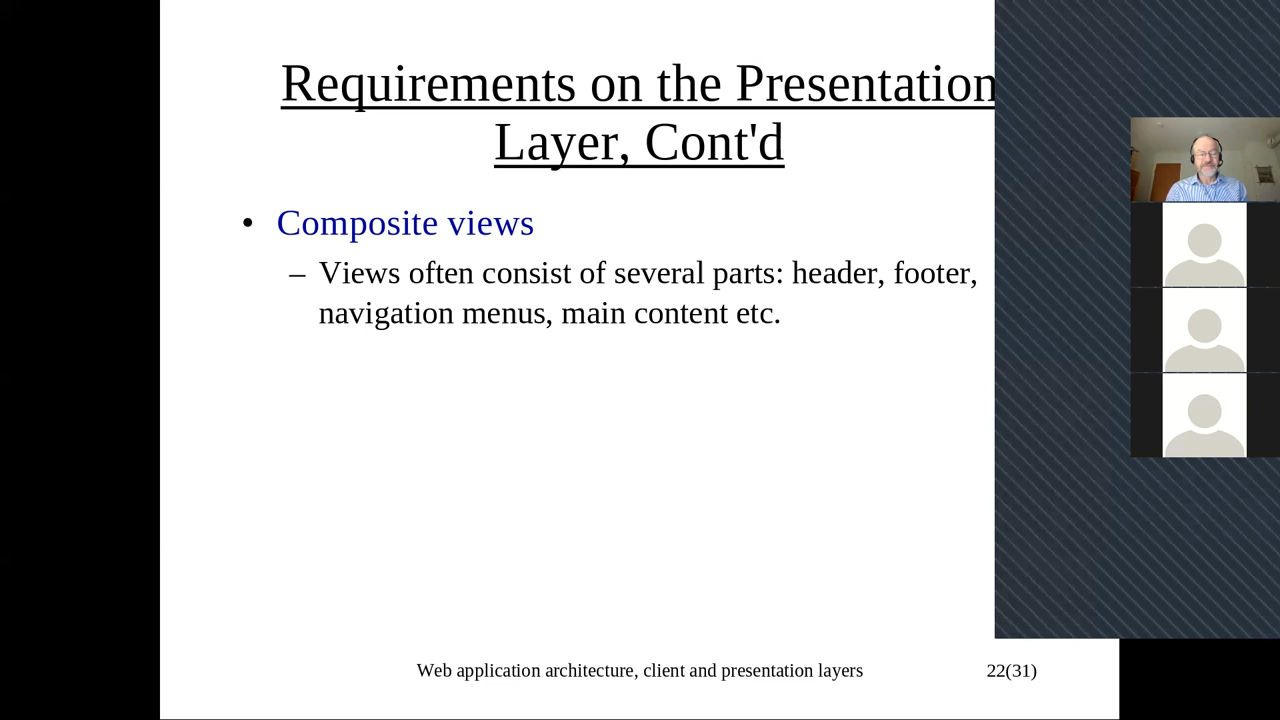 Requirements on the Presentation
Layer, Cont'd
• Composite views
– Views often consist of several parts: header, footer,
navigation menus, main content etc.
Web application architecture, client and presentation layers
22(31)